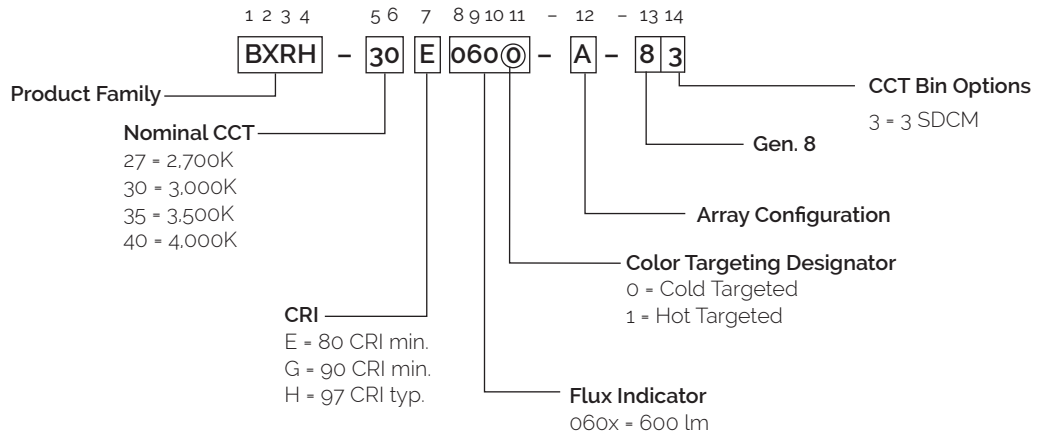 1 2 3 4 5 6 7 8 9 10 11 – 12 – 13 14
BXRH – 30 E 0600 – A – 8 3
Product Family
CCT Bin Options
3 = 3 SDCM
Nominal CCT
27 = 2,700K
30 = 3,000K
35 = 3,500K
40 = 4,000K
Gen. 8
Array Configuration
Color Targeting Designator
0 = Cold Targeted
1 = Hot Targeted
CRI
E = 80 CRI min.
G = 90 CRI min.
H = 97 CRI typ.
Flux Indicator
060x = 600 lm